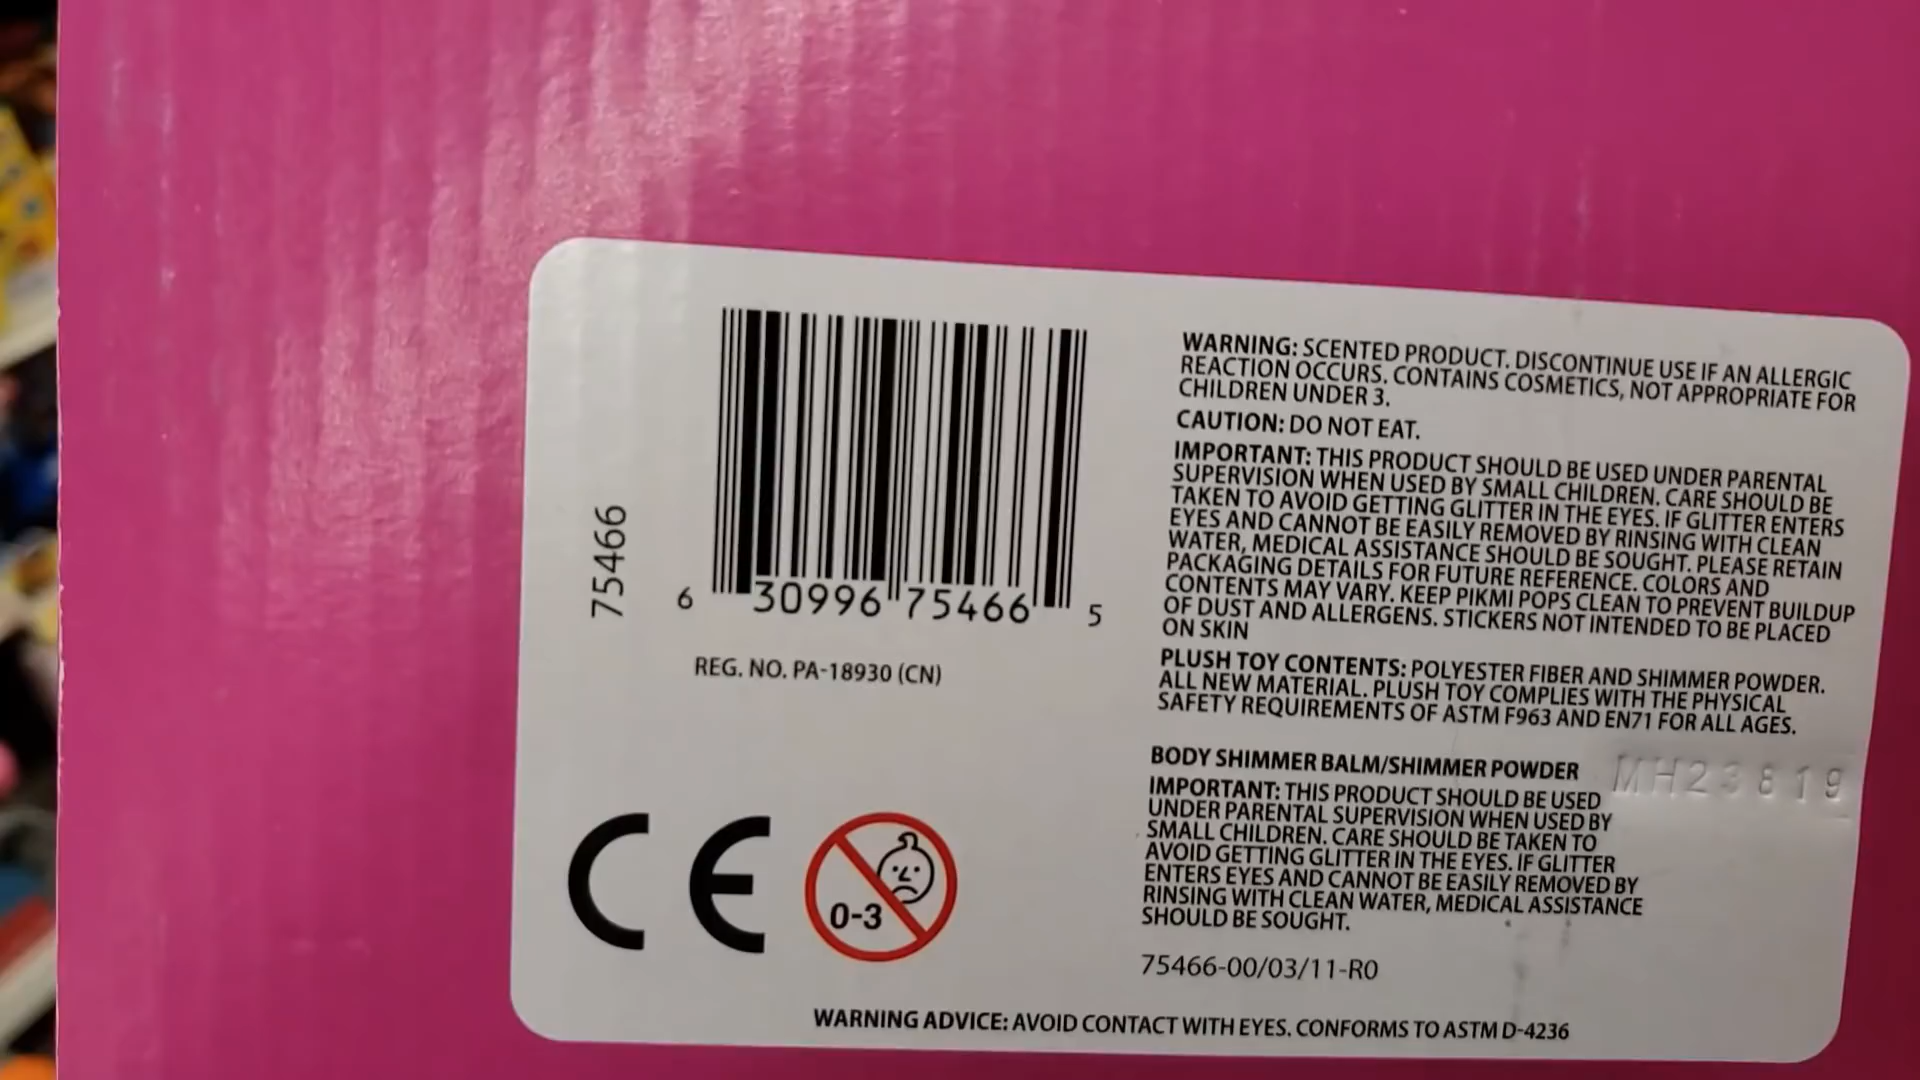 75466
6 30996 75466 5
REG. NO. PA-18930 (CN)
CE
0-3
WARNING: SCENTED PRODUCT. DISCONTINUE USE IF AN ALLERGIC
REACTION OCCURS. CONTAINS COSMETICS, NOT APPROPRIATE FOR
CHILDREN UNDER 3.
CAUTION: DO NOT EAT.
IMPORTANT: THIS PRODUCT SHOULD BE USED UNDER PARENTAL
SUPERVISION WHEN USED BY SMALL CHILDREN. CARE SHOULD BE
TAKEN TO AVOID GETTING GLITTER IN THE EYES. IF GLITTER ENTERS
EYES AND CANNOT BE EASILY REMOVED BY RINSING WITH CLEAN
WATER, MEDICAL ASSISTANCE SHOULD BE SOUGHT. PLEASE RETAIN
PACKAGING DETAILS FOR FUTURE REFERENCE. COLORS AND
CONTENTS MAY VARY. KEEP PIKMI POPS CLEAN TO PREVENT BUILDUP
OF DUST AND ALLERGENS. STICKERS NOT INTENDED TO BE PLACED
ON SKIN
PLUSH TOY CONTENTS: POLYESTER FIBER AND SHIMMER POWDER.
ALL NEW MATERIAL. PLUSH TOY COMPLIES WITH THE PHYSICAL
SAFETY REQUIREMENTS OF ASTM F963 AND EN71 FOR ALL AGES.
BODY SHIMMER BALM/SHIMMER POWDER
MH23819
IMPORTANT: THIS PRODUCT SHOULD BE USED
UNDER PARENTAL SUPERVISION WHEN USED BY
SMALL CHILDREN. CARE SHOULD BE TAKEN TO
AVOID GETTING GLITTER IN THE EYES. IF GLITTER
ENTERS EYES AND CANNOT BE EASILY REMOVED BY
RINSING WITH CLEAN WATER, MEDICAL ASSISTANCE
SHOULD BE SOUGHT.
75466-00/03/11-R0
WARNING ADVICE: AVOID CONTACT WITH EYES. CONFORMS TO ASTM D-4236